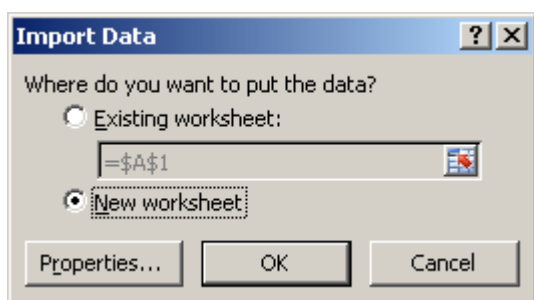 Import Data
?
X
Where do you want to put the data?
Existing worksheet:
=$A$1
New worksheet
Properties...
OK
Cancel